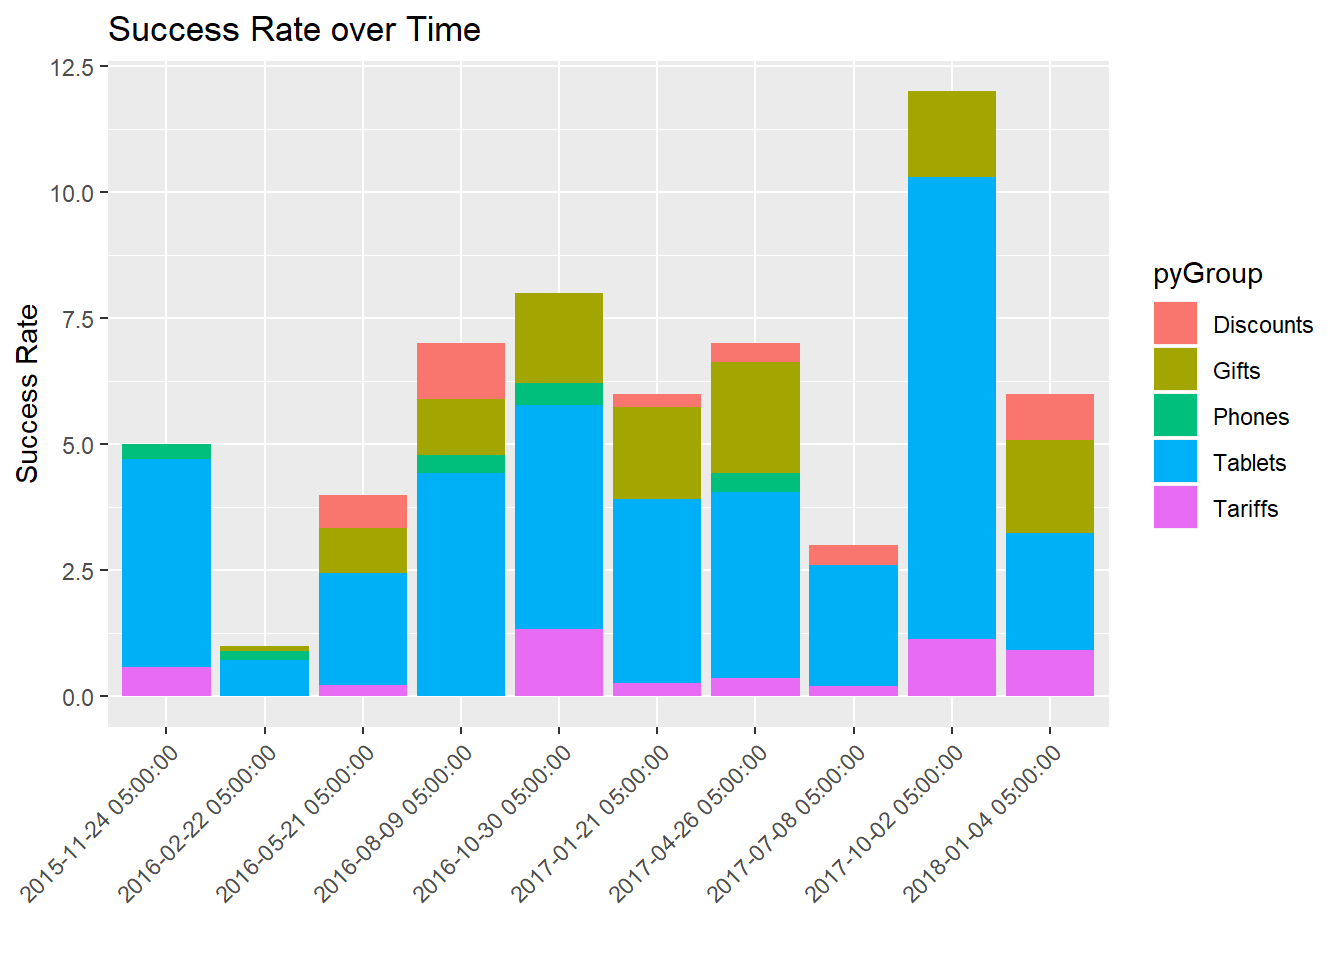 Success Rate over Time
12.5
10.0
7.5
5.0
2.5
0.0
Success Rate
2015-11-24 05:00:00
2016-02-22 05:00:00
2016-05-21 05:00:00
2016-08-09 05:00:00
2016-10-30 05:00:00
2017-01-21 05:00:00
2017-04-26 05:00:00
2017-07-08 05:00:00
2017-10-02 05:00:00
2018-01-04 05:00:00
pyGroup
Discounts
Gifts
Phones
Tablets
Tariffs